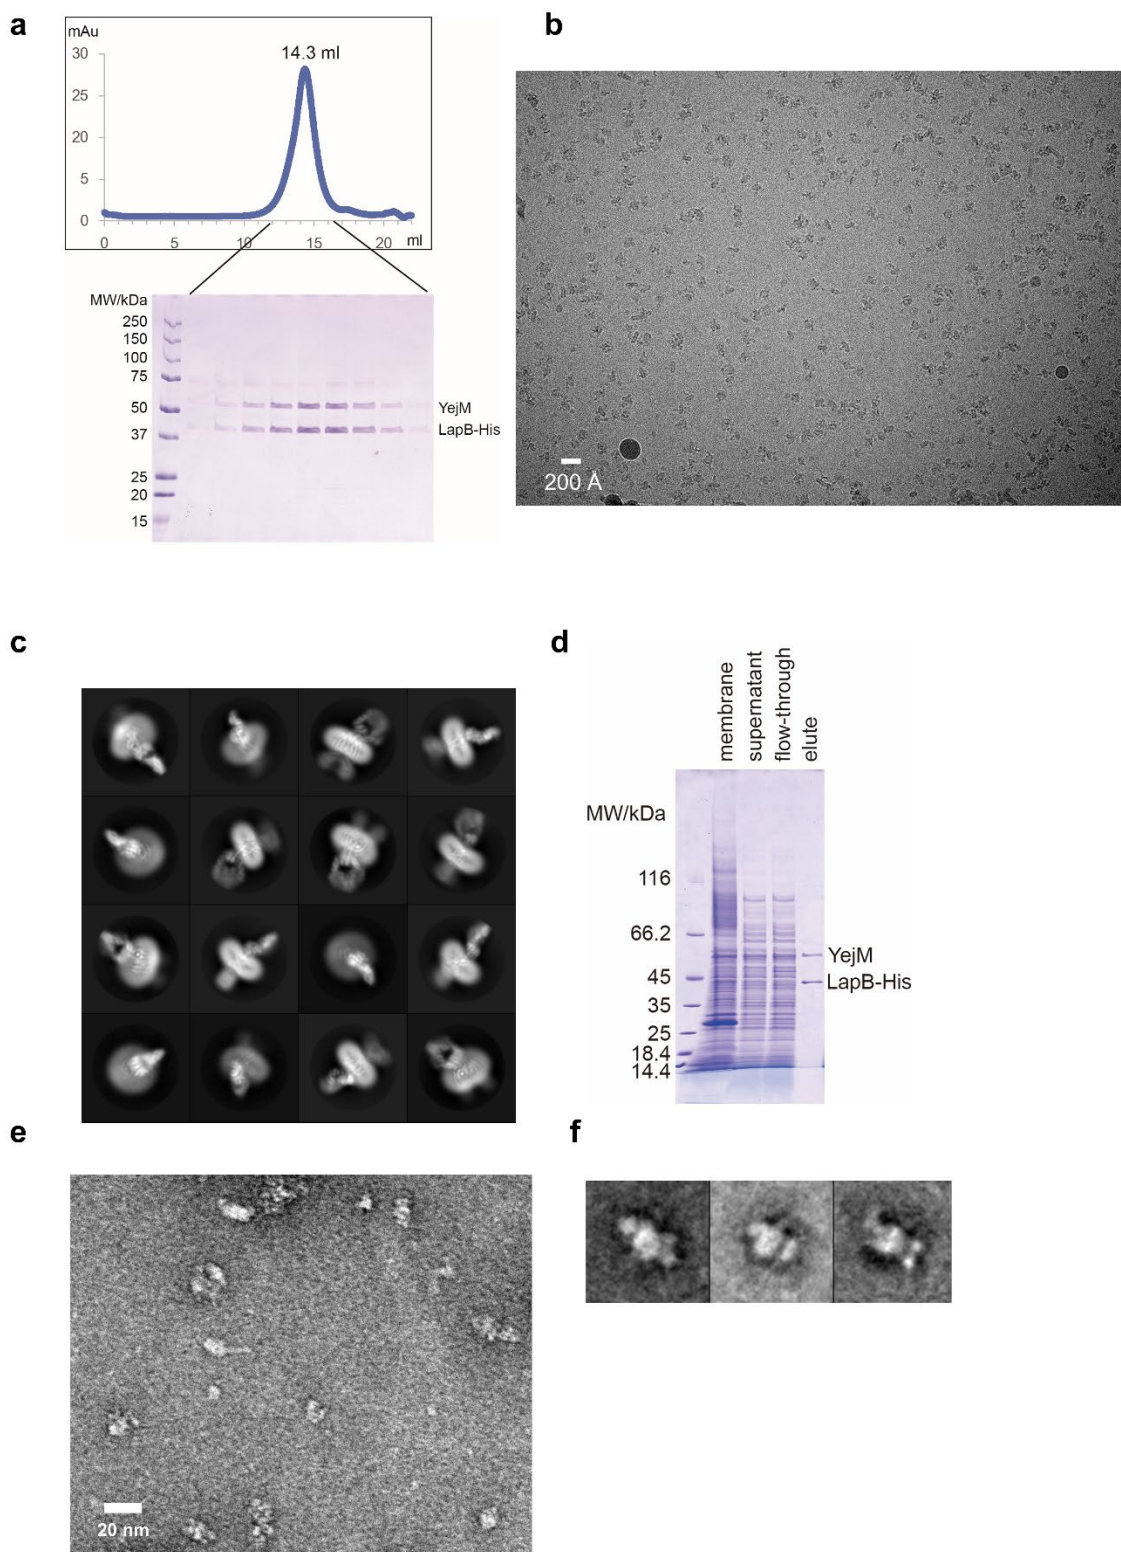 a
mAu
14.3 ml
30
25
20
5
0
0 5 10 15 20 ml
MW/kDa
250
150
100
75
50
37
25
20
15
YejM
LapB-His
b
200 Å
c
d
membrane
supernatant
flow-through
elute
MW/kDa
116
66.2
45
35
25
18.4
14.4
YejM
LapB-His
e
20 nm
f